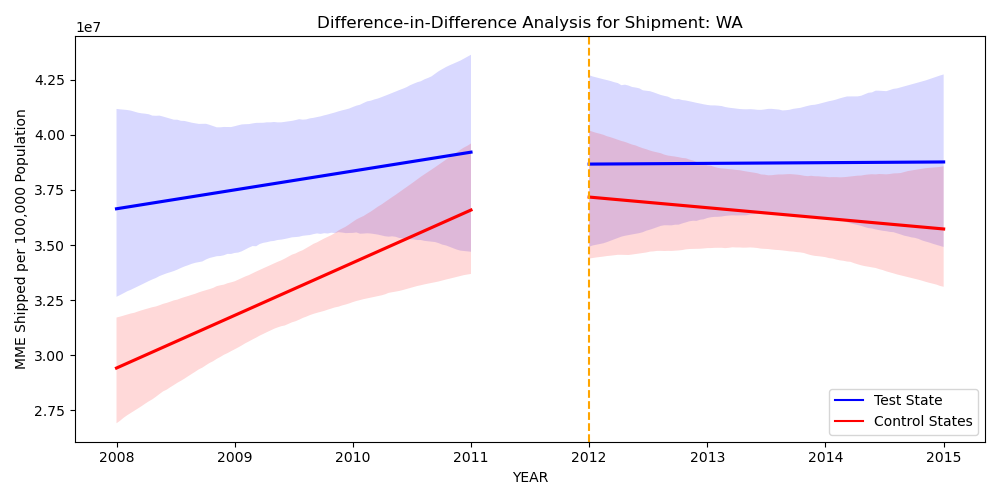 Difference-in-Difference Analysis for Shipment: WA
1e7
4.25
4.00
3.75
3.50
3.25
3.00
2.75
MME Shipped per 100,000 Population
2008 2009 2010 2011 2012 2013 2014 2015
YEAR
Test State
Control States